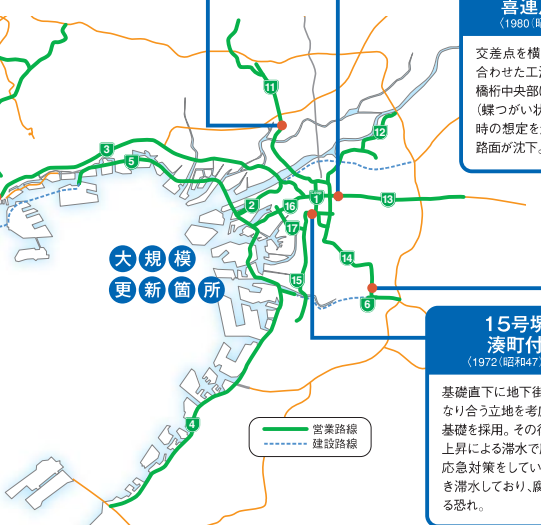 喜連
〈1980（昭
交差点を横
合わせた工
橋桁中央部
（蝶つがい状
時の想定を
路面が沈下。
11
12
3
5
2
16
1
13
17
14
15
6
4
大規模
更新箇所
営業路線
建設路線
15号堺
湊町付
〈1972（昭和47）
基礎直下に地下街
なり合う立地を考
基礎を採用。その
上昇による滞水で
応急対策をしてい
き滞水しており、腐
る恐れ。